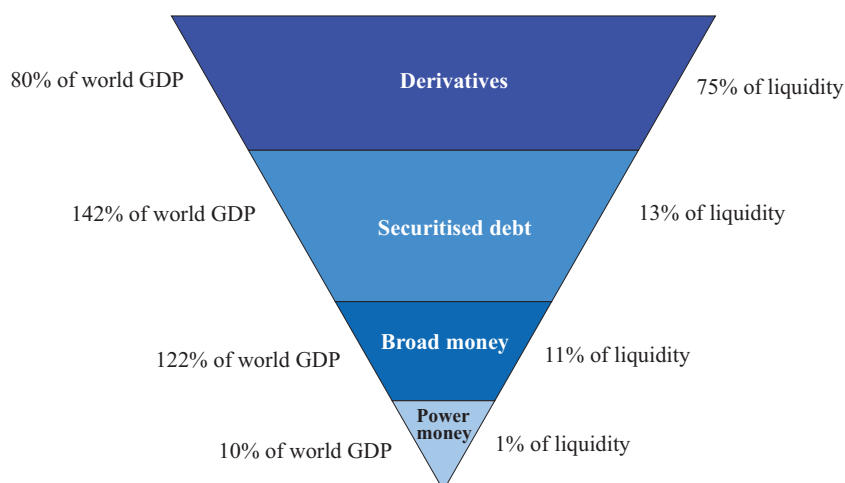 80% of world GDP
Derivatives
75% of liquidity
142% of world GDP
Securitised debt
13% of liquidity
122% of world GDP
Broad money
11% of liquidity
10% of world GDP
Power
money
1% of liquidity